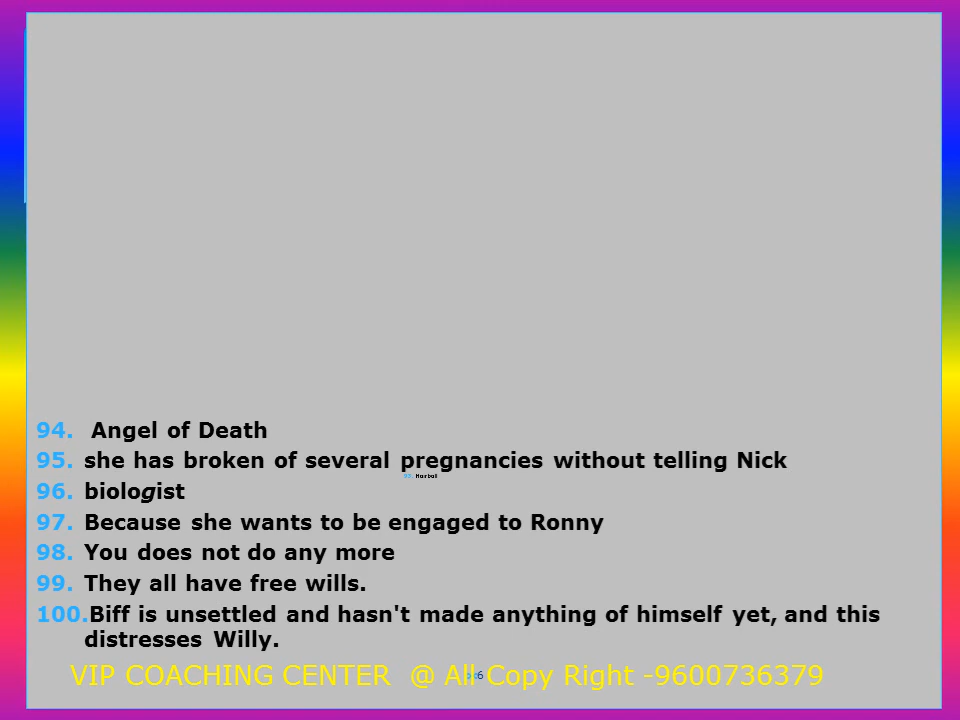 94. Angel of Death
95. she has broken of several pregnancies without telling Nick
96. biologist
97. Because she wants to be engaged to Ronny
98. You does not do any more
99. They all have free wills.
100.Biff is unsettled and hasn't made anything of himself yet, and this
distresses Willy.
VIP COACHING CENTER @ All Copy Right -9600736379